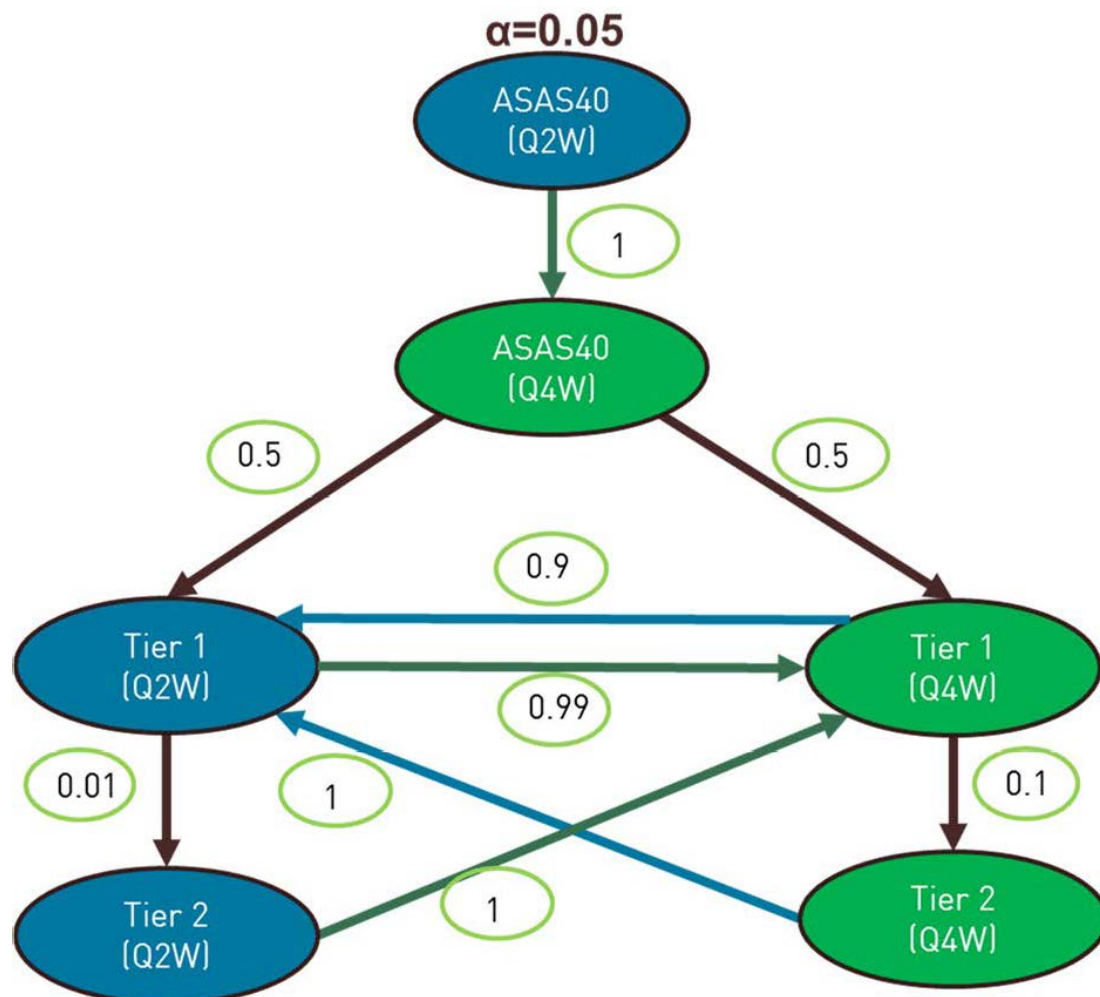 α=0.05
ASAS40
(Q2W)
1
ASAS40
(Q4W)
0.5
0.5
0.9
Tier 1
(Q2W)
Tier 1
(Q4W)
0.99
0.01
1
0.1
Tier 2
(Q2W)
1
Tier 2
(Q4W)